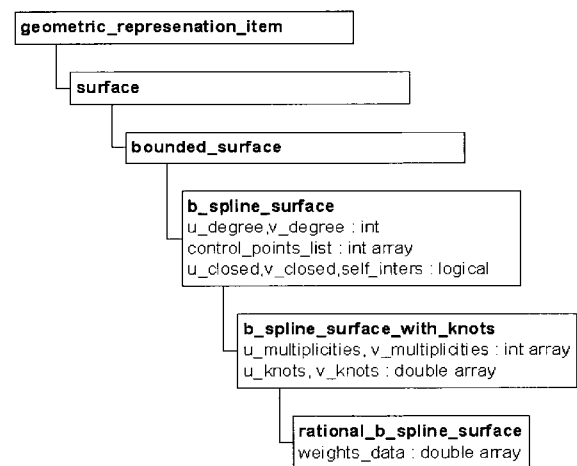 geometric_represenation_item
surface
bounded_surface
b_spline_surface
u_degree,v_degree : int
control_points_list : int array
u_closed,v_closed,self_inters : logical
b_spline_surface_with_knots
u_multiplicities, v_multiplicities : int array
u_knots, v_knots : double array
rational_b_spline_surface
weights_data : double array